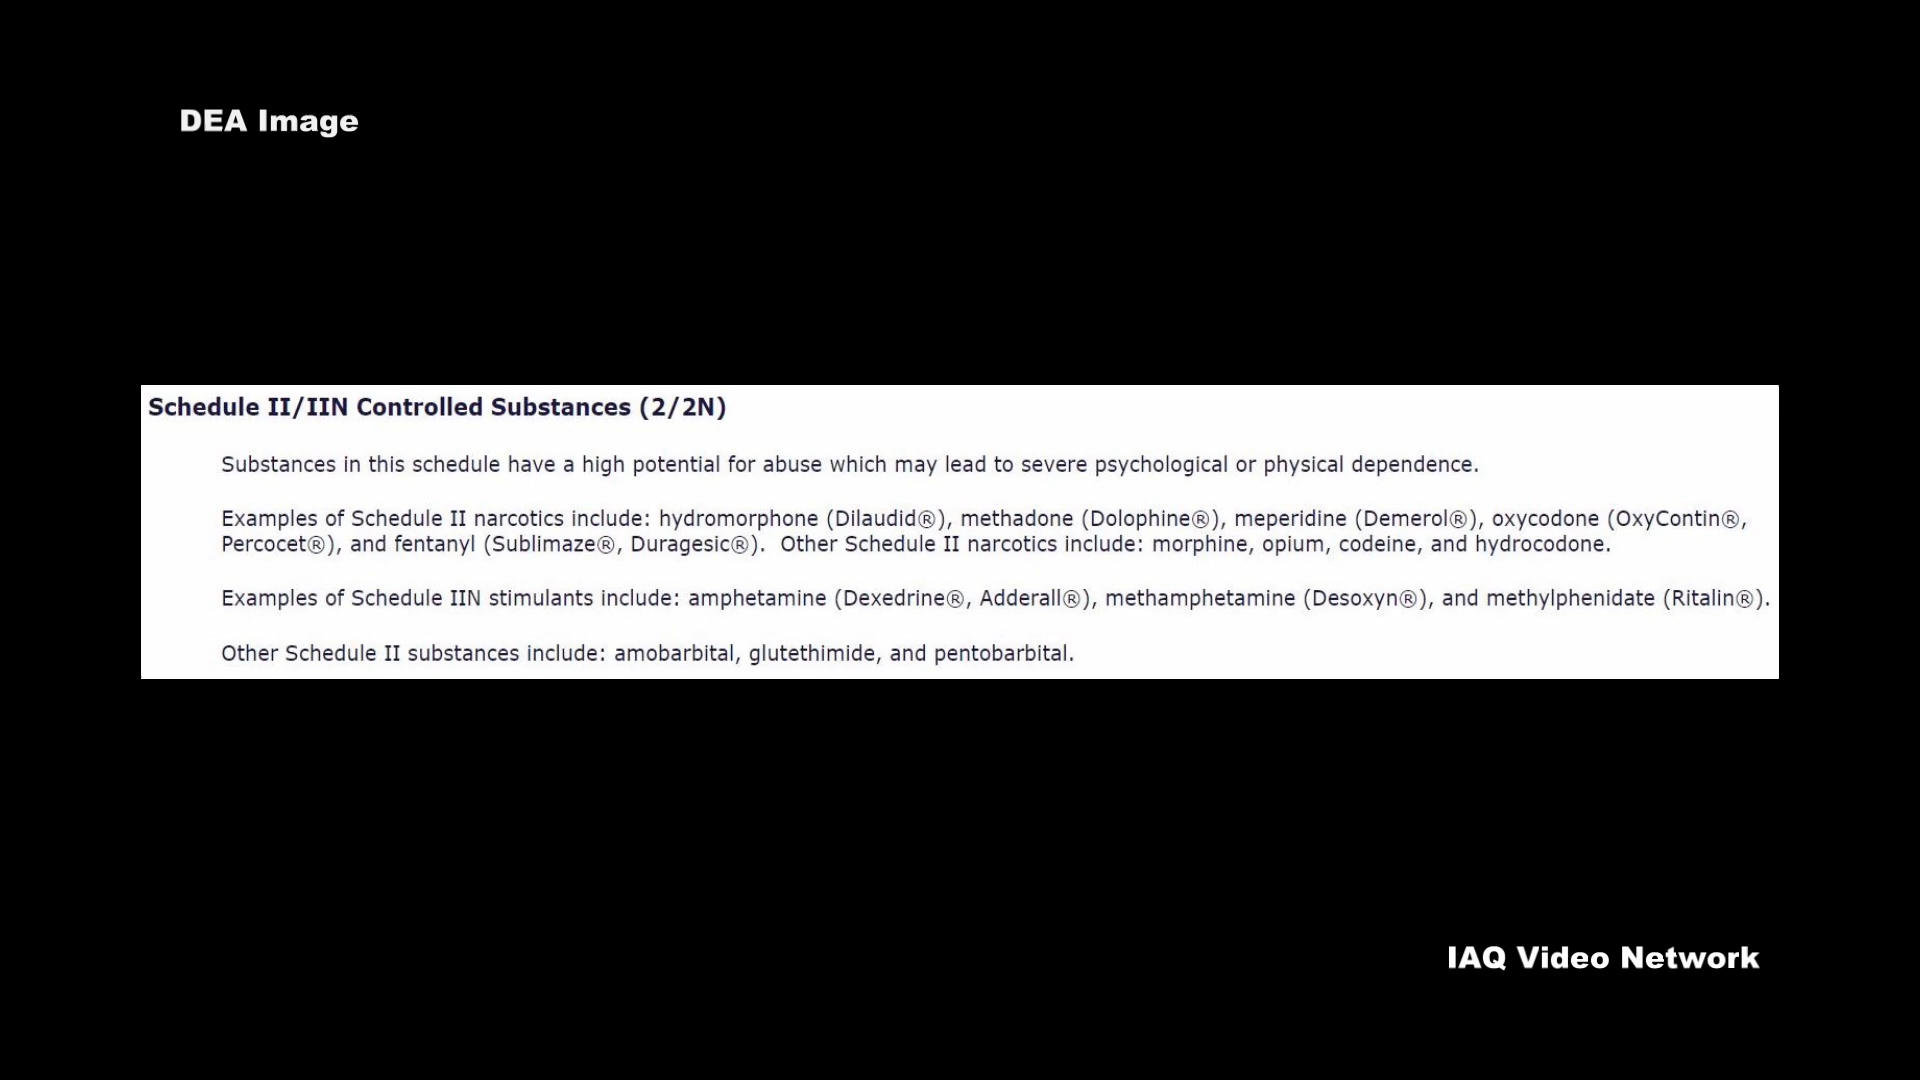 DEA Image
Schedule II/IIN Controlled Substances (2/2N)
Substances in this schedule have a high potential for abuse which may lead to severe psychological or physical dependence.
Examples of Schedule II narcotics include: hydromorphone (Dilaudid®), methadone (Dolophine®), meperidine (Demerol®), oxycodone (OxyContin®,
Percocet®), and fentanyl (Sublimaze®, Duragesic®).  Other Schedule II narcotics include: morphine, opium, codeine, and hydrocodone.
Examples of Schedule IIN stimulants include: amphetamine (Dexedrine®, Adderall®), methamphetamine (Desoxyn®), and methylphenidate (Ritalin®).
Other Schedule II substances include: amobarbital, glutethimide, and pentobarbital.
IAQ Video Network